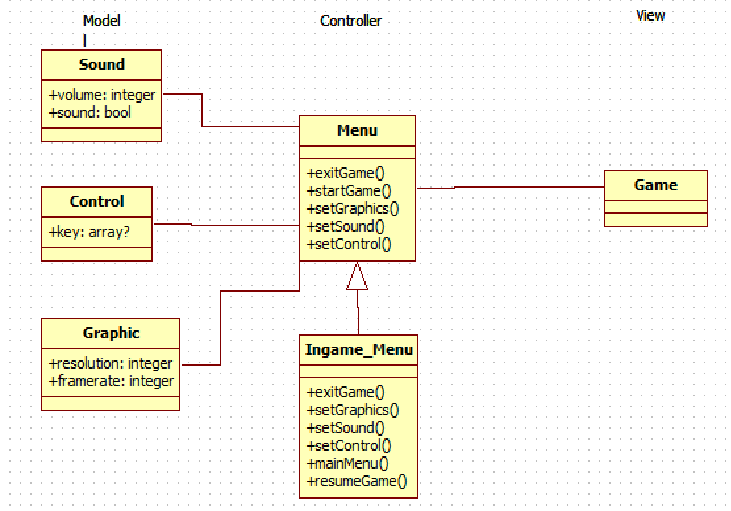 Model
Controller
View
Sound
+volume: integer
+sound: bool
Menu
+exitGame()
+startGame()
+setGraphics()
+setSound()
+setControl()
Game
Control
+key: array?
Graphic
+resolution: integer
+framerate: integer
Ingame_Menu
+exitGame()
+setGraphics()
+setSound()
+setControl()
+mainMenu()
+resumeGame()